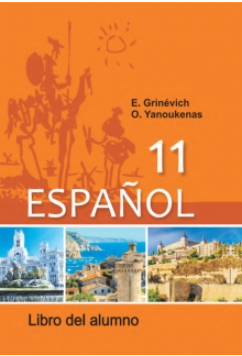 E. Grinévich
O. Yanoukenas
11
ESPAÑOL
Libro del alumno